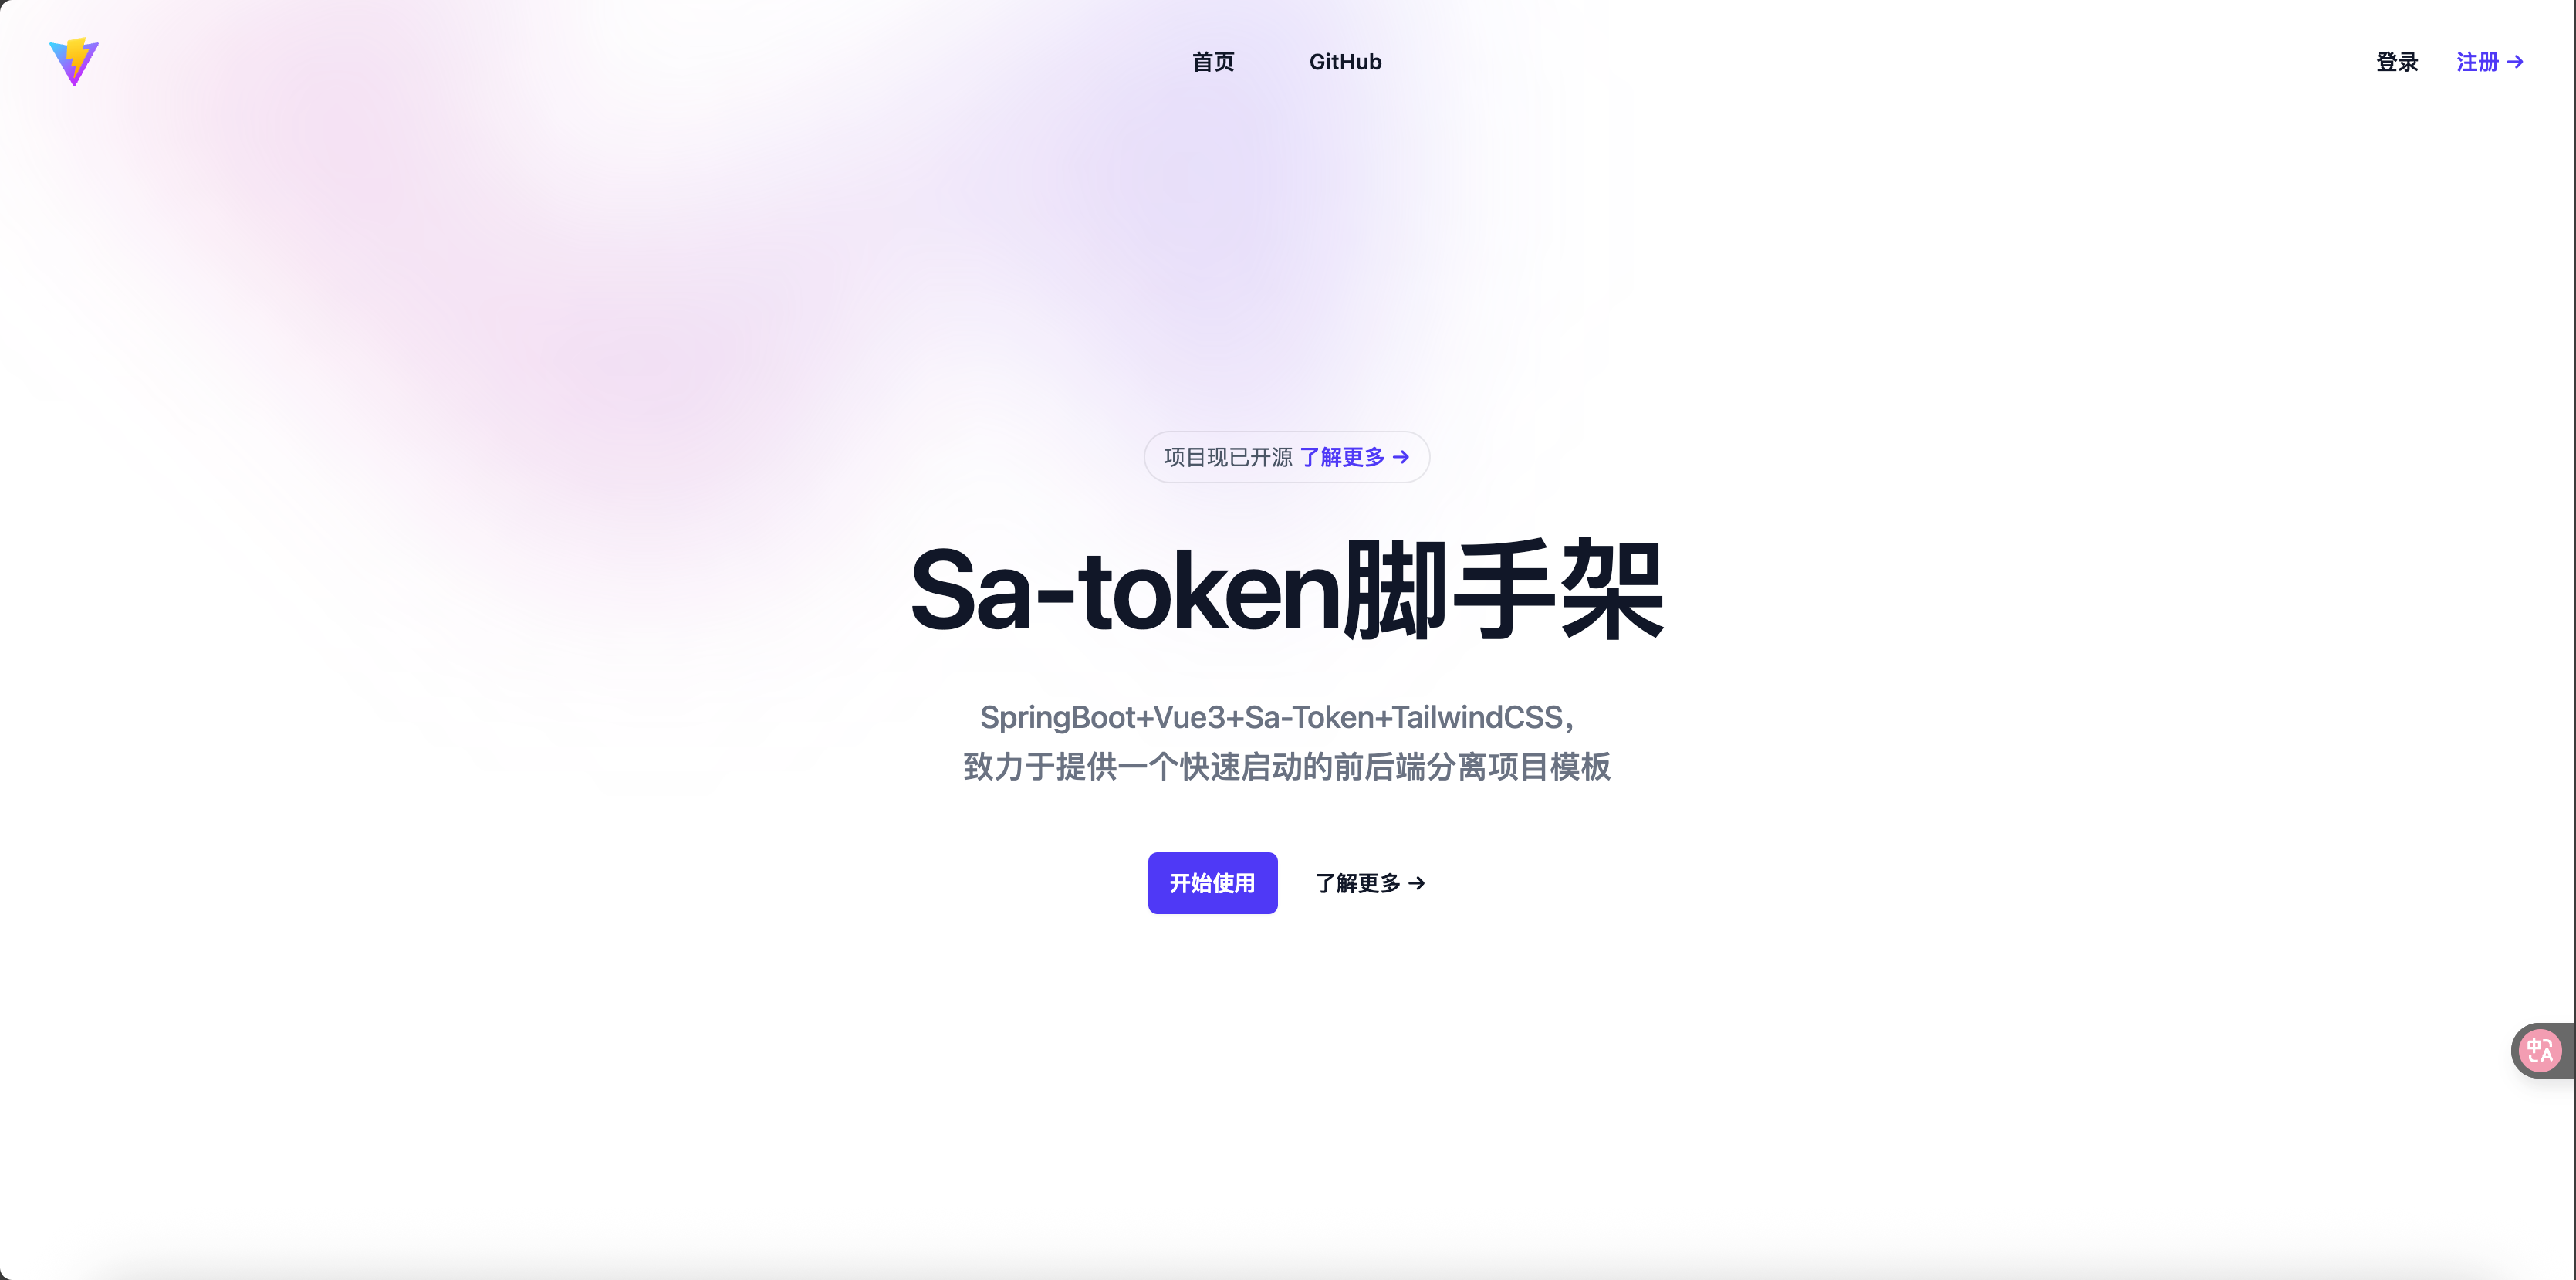 首页
GitHub
登录
注册 →
项目现已开源 了解更多 →
Sa-token脚手架
SpringBoot+Vue3+Sa-Token+TailwindCSS，
致力于提供一个快速启动的前后端分离项目模板
开始使用
了解更多 →
中A